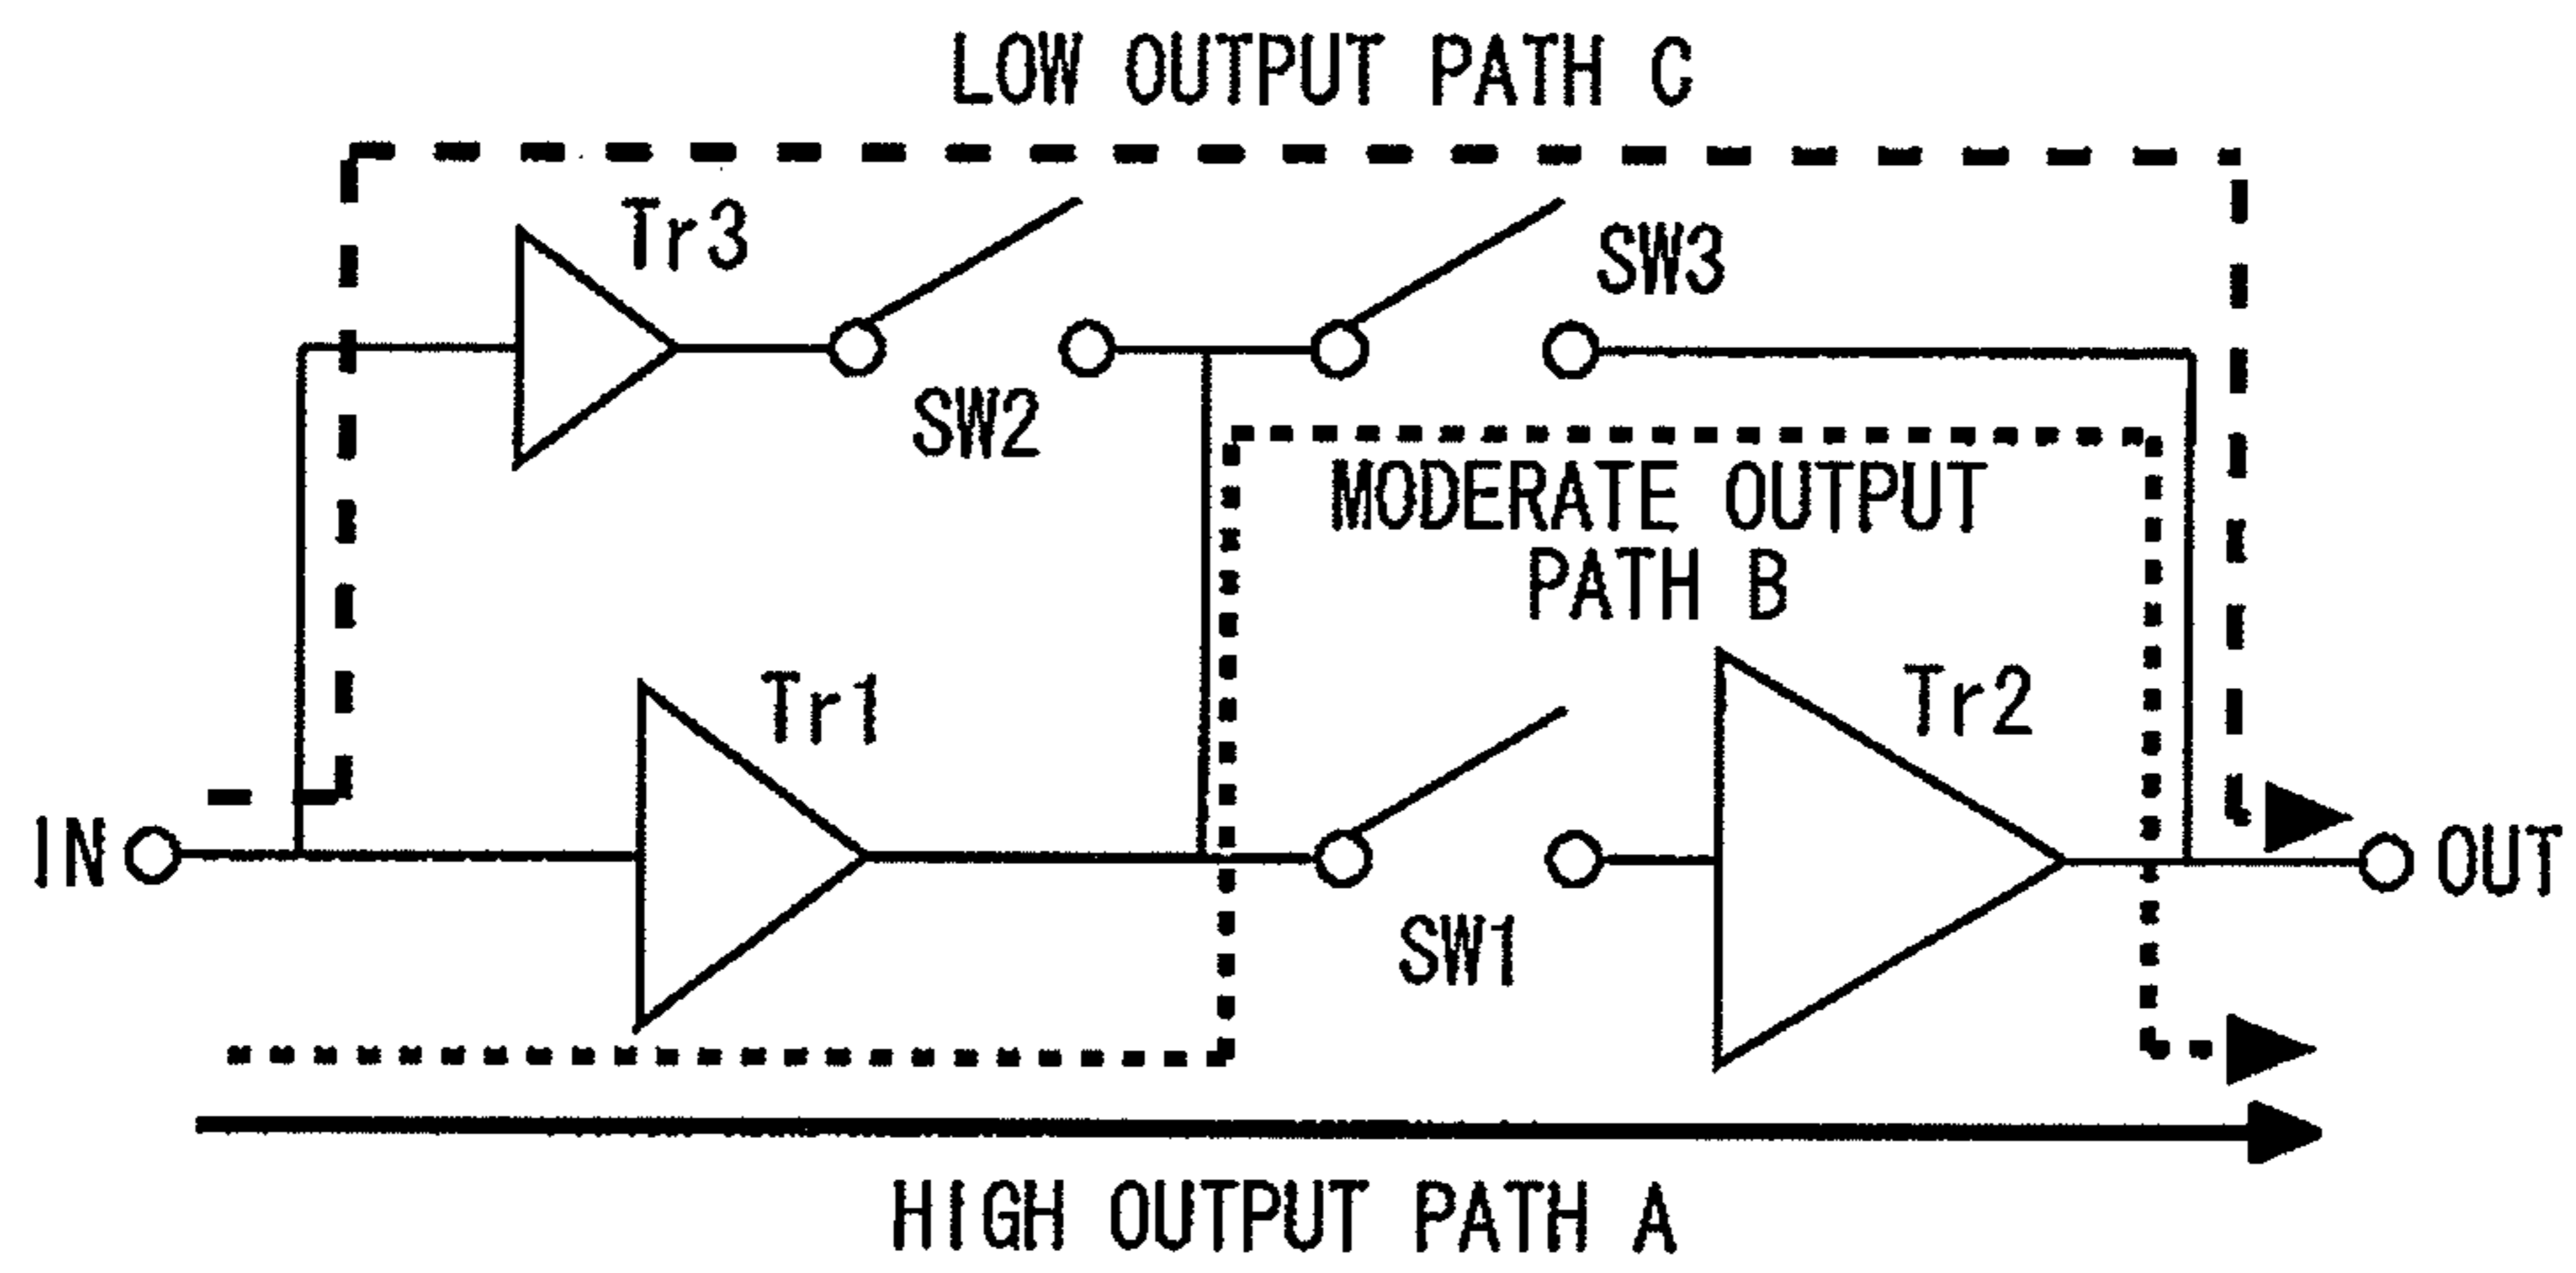 LOW OUTPUT PATH C
Tr3
SW3
SW2
MODERATE OUTPUT
PATH B
Tr1
Tr2
IN
OUT
SW1
HIGH OUTPUT PATH A